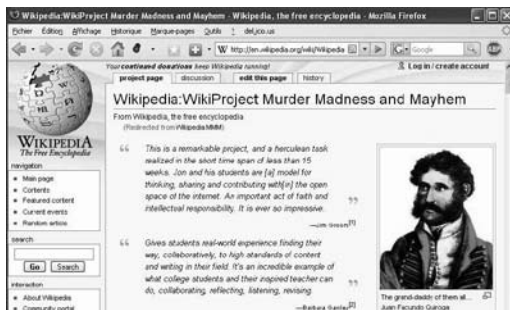 Wikipedia:WikiProject Murder Madness and Mayhem - Wikipedia, the free encyclopedia - Mozilla Firefox
Fichier Édition Affichage Historique Marque-pages Outils ? del.icio.us
http://en.wikipedia.org/wiki/Wikipedia
Google
Your continued donations keep Wikipedia running!
Log in / create account
project page discussion edit this page history
Wikipedia:WikiProject Murder Madness and Mayhem
From Wikipedia, the free encyclopedia
(Redirected from Wikipedia:MMM)
WIKIPEDIA
The Free Encyclopedia
navigation
Main page
Contents
Featured content
Current events
Random article
search
Go Search
interaction
About Wikipedia
Community portal
“ This is a remarkable project, and a herculean task
realized in the short time span of less than 15
weeks. Jon and his students are [a] model for
thinking, sharing and contributing with[in] the open
space of the internet. An important act of faith and
intellectual responsibility. It is ever so impressive. ”
—Jim Groom[1]
“ Gives students real-world experience finding their
way, collaboratively, to high standards of content
and writing in their field. It's an incredible example of
what college students and their inspired teacher can
do, collaborating, reflecting, listening, revising. ”
—Barbara Ganley[2]
The grand-daddy of them all...
Juan Facundo Quiroga